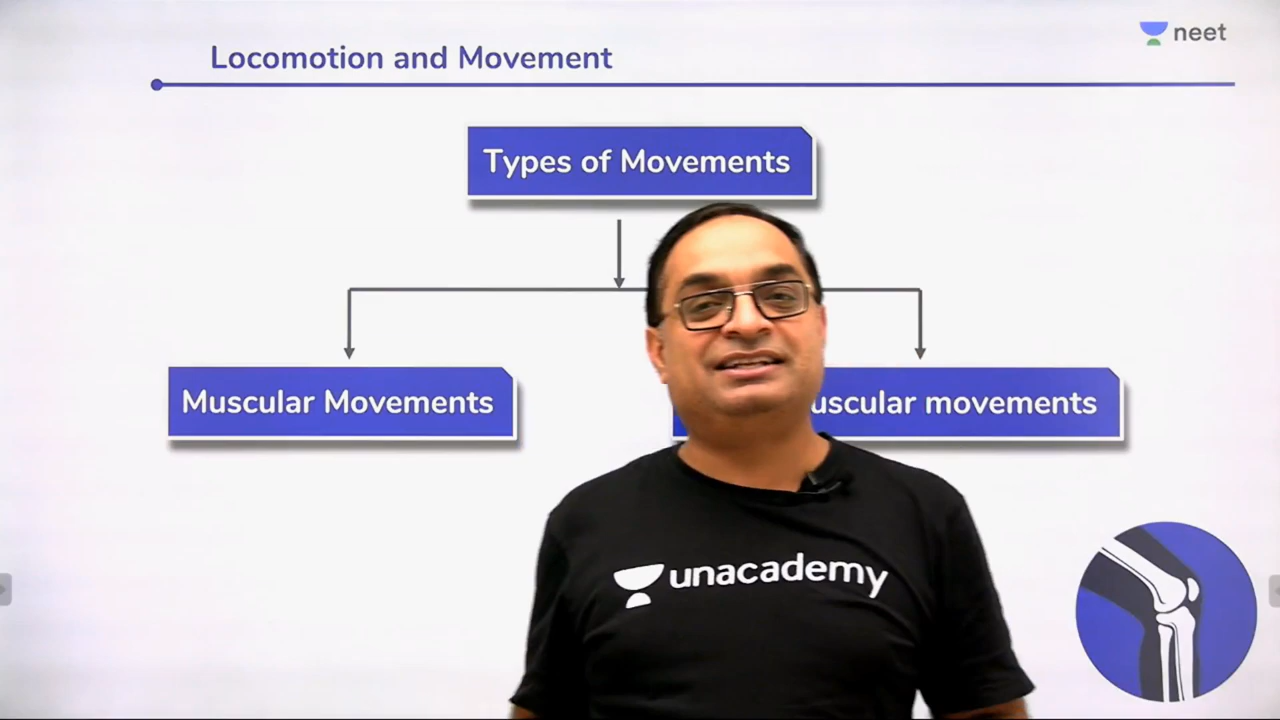 neet
Locomotion and Movement
Types of Movements
Muscular Movements
movements
unacademy